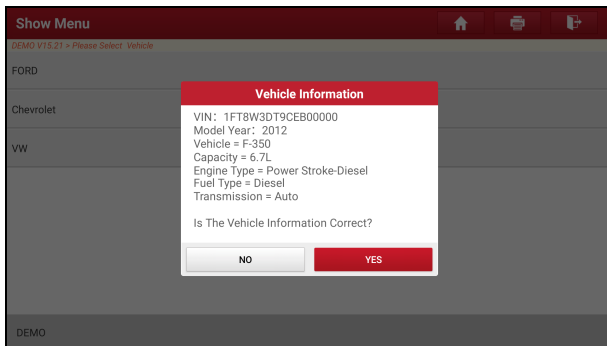 Show Menu
DEMO V15.21 > Please Select Vehicle
FORD
Chevrolet
VW
Vehicle Information
VIN: 1FT8W3DT9CEB00000
Model Year: 2012
Vehicle = F-350
Capacity = 6.7L
Engine Type = Power Stroke-Diesel
Fuel Type = Diesel
Transmission = Auto
Is The Vehicle Information Correct?
NO
YES
DEMO